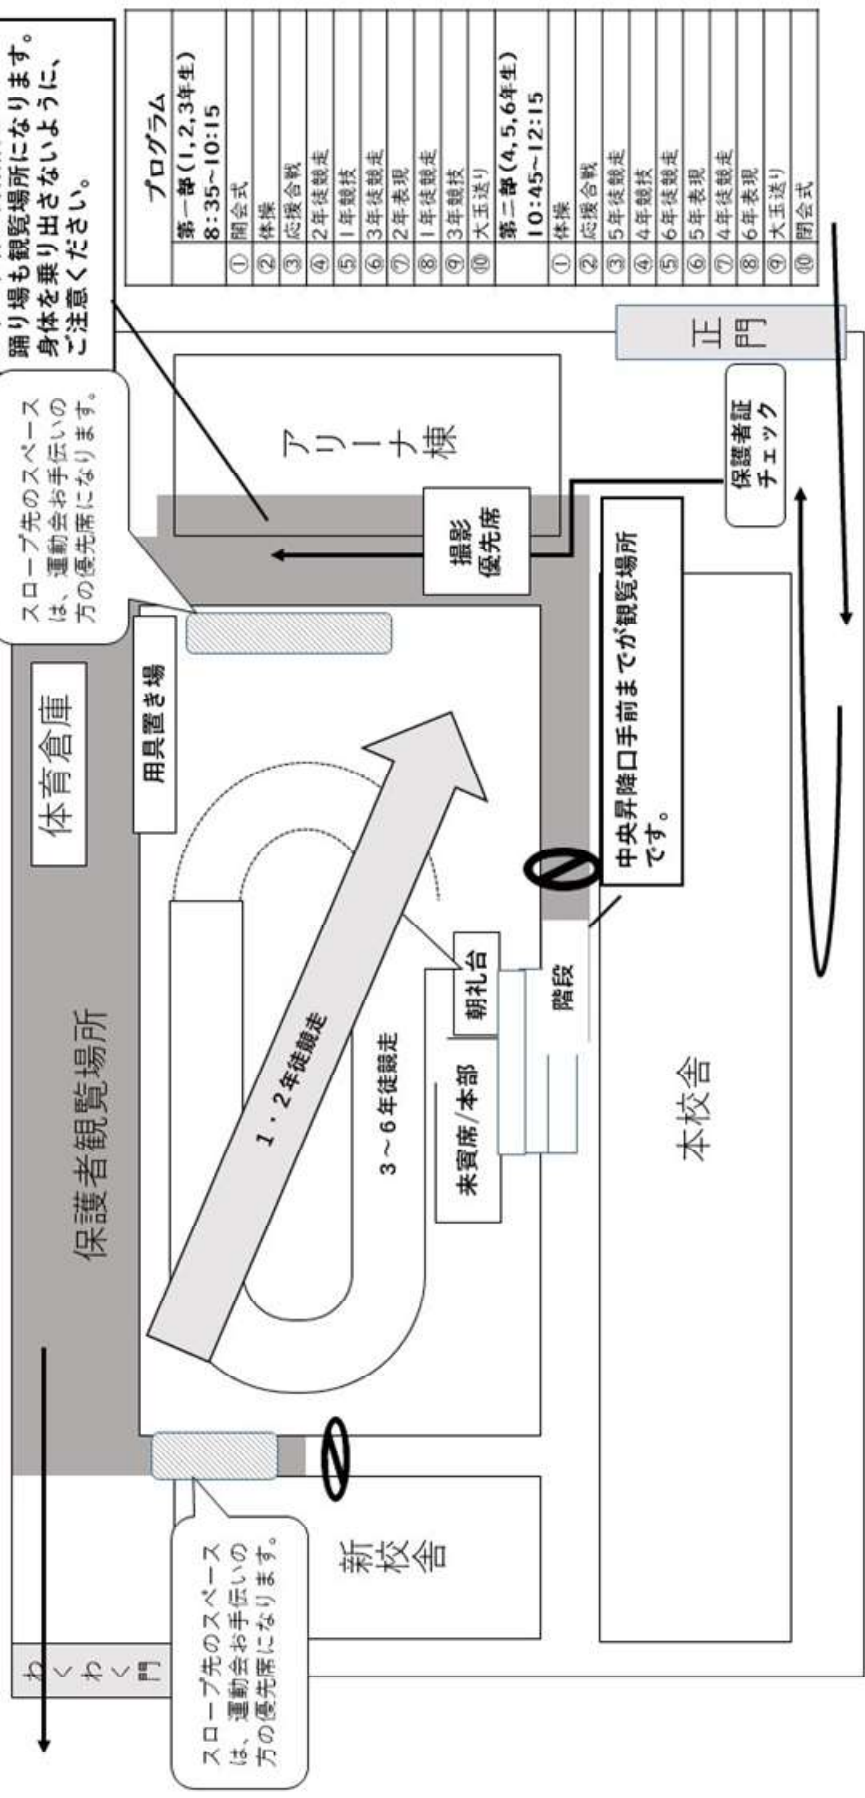 スロープ先のスペース
は、運動会お手伝いの
方の優先席になります。
わくわく門
新
校
舎
保護者観覧場所
体育倉庫
用具置き場
1・2年徒競走
3～6年徒競走
来賓席/本部
朝礼台
階段
本校舎
中央昇降口手前までが観覧場所
です。
スロープ先のスペース
は、運動会お手伝いの
方の優先席になります。
踊り場も観覧場所になります。
身体を乗り出さないように、
ご注意ください。
アリーナ棟
撮影
優先席
保護者証
チェック
正
門
プログラム
第一部(1,2,3年生)
8:35~10:15
① 開会式
② 体操
③ 応援合戦
④ 2年徒競走
⑤ 1年競技
⑥ 3年徒競走
⑦ 2年表現
⑧ 1年徒競走
⑨ 3年競技
⑩ 大玉送り
第二部(4,5,6年生)
10:45~12:15
① 体操
② 応援合戦
③ 5年徒競走
④ 4年競技
⑤ 6年徒競走
⑥ 5年表現
⑦ 4年徒競走
⑧ 6年表現
⑨ 大玉送り
⑩ 閉会式